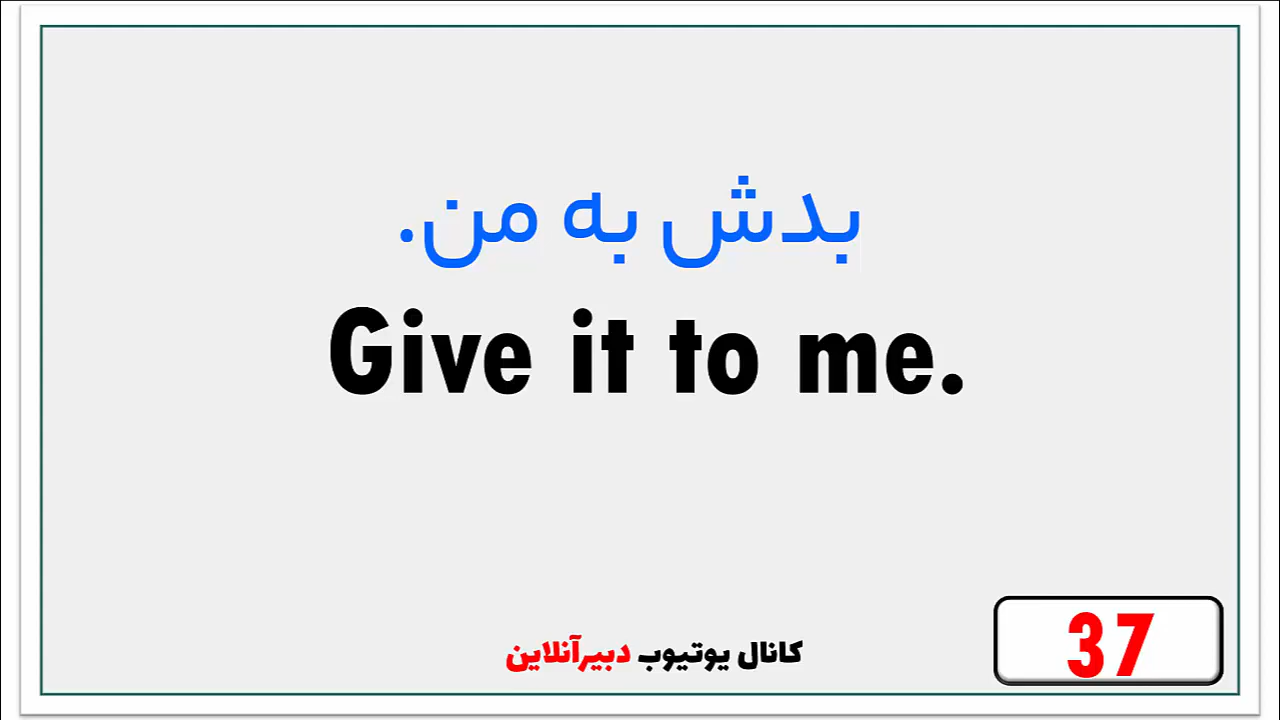 بدش به من.
Give it to me.
کانال یوتیوب دبیرآنلاین
37